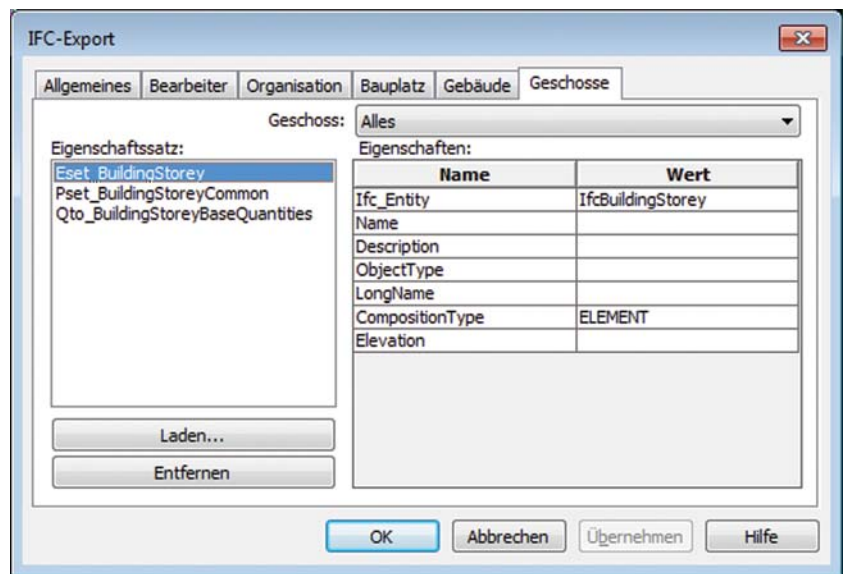 IFC-Export
Allgemeines Bearbeiter Organisation Bauplatz Gebäude Geschosse
Geschoss: Alles
Eigenschaftssatz:
Eset_BuildingStorey
Pset_BuildingStoreyCommon
Qto_BuildingStoreyBaseQuantities
Laden...
Entfernen
Eigenschaften:
Name Wert
Ifc_Entity IfcBuildingStorey
Name
Description
ObjectType
LongName
CompositionType ELEMENT
Elevation
OK Abbrechen Übernehmen Hilfe